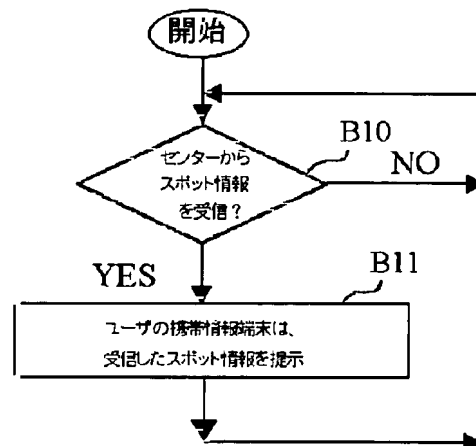 開始
B10
センターから
スポット情報
を受信?
NO
YES
B11
ユーザの携帯情報端末は、
受信したスポット情報を提示